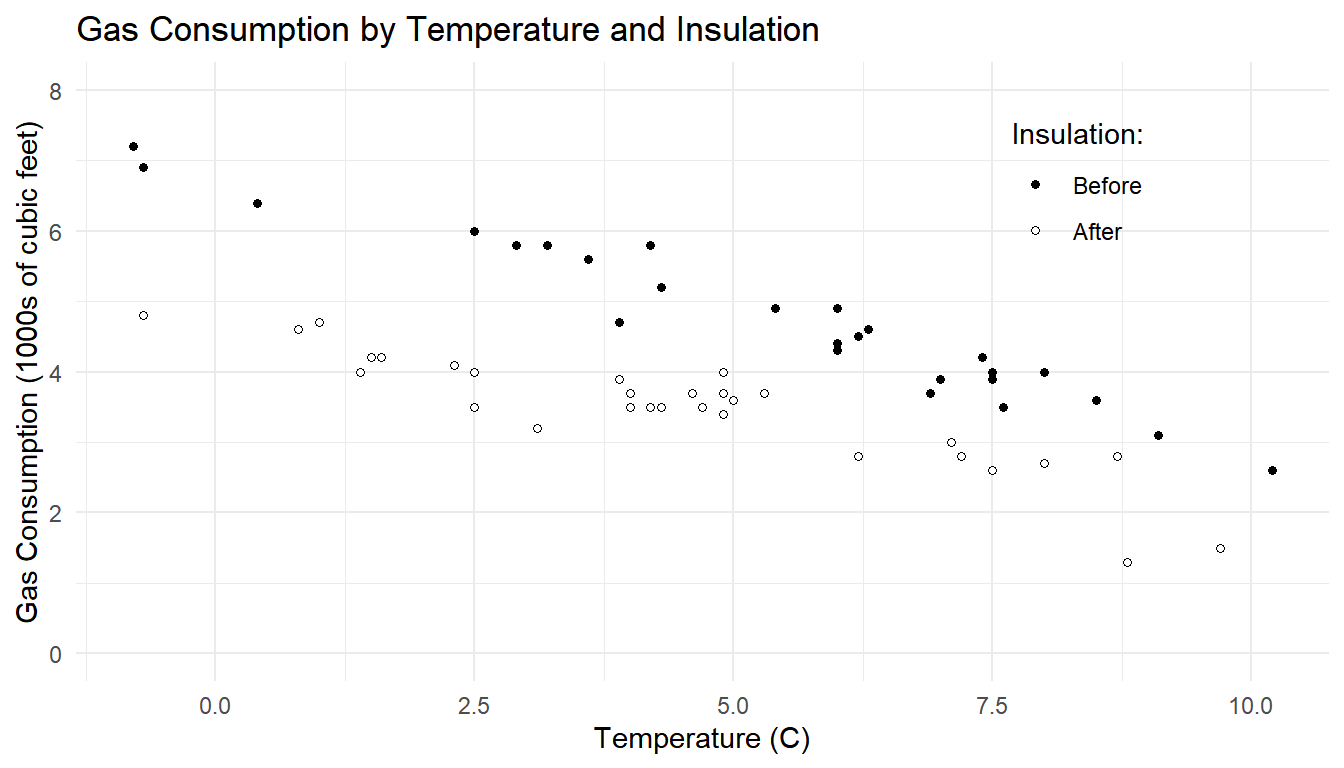 Gas Consumption by Temperature and Insulation
Gas Consumption (1000s of cubic feet)
8
6
4
2
0
Insulation:
Before
After
0.0 2.5 5.0 7.5 10.0
Temperature (C)